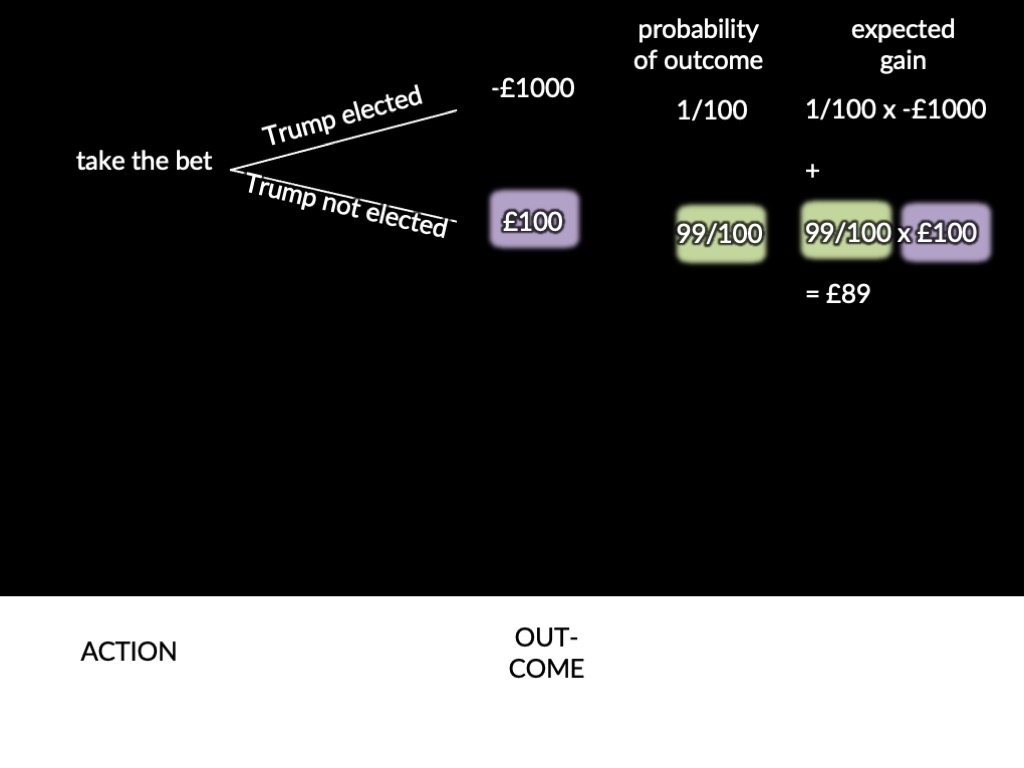 probability
of outcome
expected
gain
Trump elected
-£1000
1/100
1/100 x -£1000
take the bet
+
Trump not elected
£100
99/100
99/100 x £100
= £89
ACTION
OUT-
COME